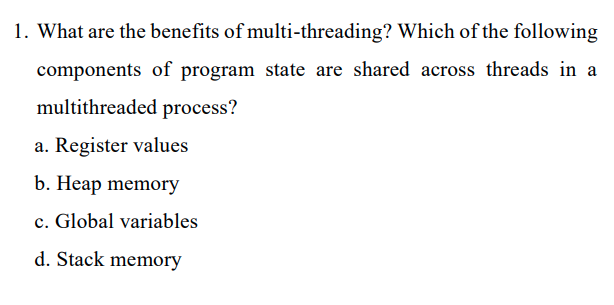 1. What are the benefits of multi-threading? Which of the following
components of program state are shared across threads in a
multithreaded process?
a. Register values
b. Heap memory
c. Global variables
d. Stack memory